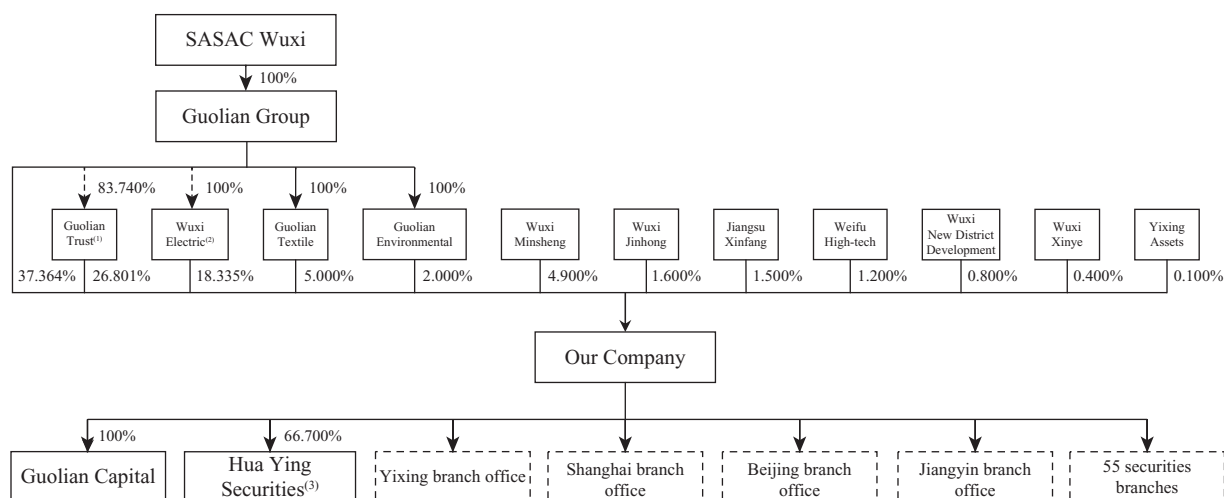 SASAC Wuxi
100%
Guolian Group
83.740%
100%
100%
100%
Guolian
Trust(1)
Wuxi
Electric(2)
Guolian
Textile
Guolian
Environmental
Wuxi
Minsheng
Wuxi
Jinhong
Jiangsu
Xinfang
Weifu
High-tech
Wuxi
New District
Development
Wuxi
Xinye
Yixing
Assets
37.364%
26.801%
18.335%
5.000%
2.000%
4.900%
1.600%
1.500%
1.200%
0.800%
0.400%
0.100%
Our Company
100%
66.700%
Guolian Capital
Hua Ying
Securities(3)
Yixing branch office
Shanghai branch
office
Beijing branch
office
Jiangyin branch
office
55 securities
branches